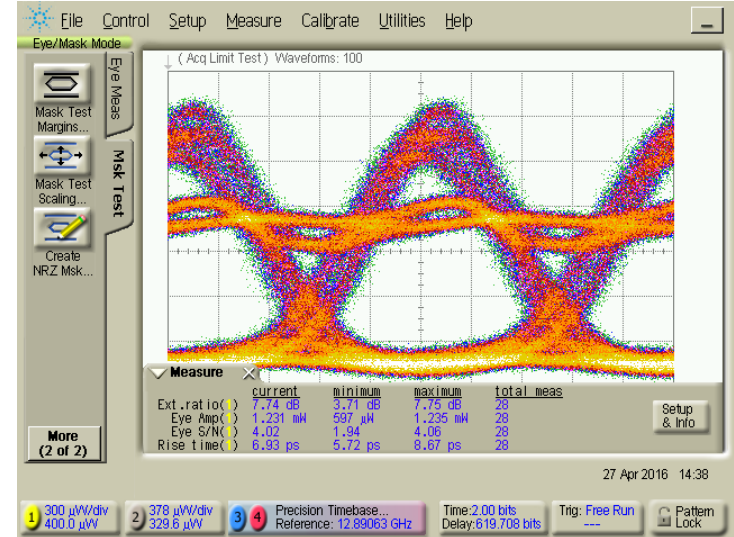 File Control Setup Measure Calibrate Utilities Help
Eye/Mask Mode
( Acq Limit Test ) Waveforms: 100
Eye Meas
Msk Test
Mask Test
Margins...
Mask Test
Scaling...
Create
NRZ Msk...
More
(2 of 2)
Measure
current minimum maximum total meas
Ext.ratio(1) 7.74 dB 3.71 dB 7.75 dB 28
Eye Amp(1) 1.231 mW 597 µW 1.235 mW 28
Eye S/N(1) 4.02 1.94 4.06 28
Rise time(1) 6.93 ps 5.72 ps 8.67 ps 28
Setup
& Info
27 Apr 2016 14:38
1 300 µW/div
400.0 µW
2 378 µW/div
329.6 µW
3 4 Precision Timebase...
Reference: 12.89063 GHz
Time:2.00 bits
Delay:619.708 bits
Trig: Free Run
---
Pattern
Lock